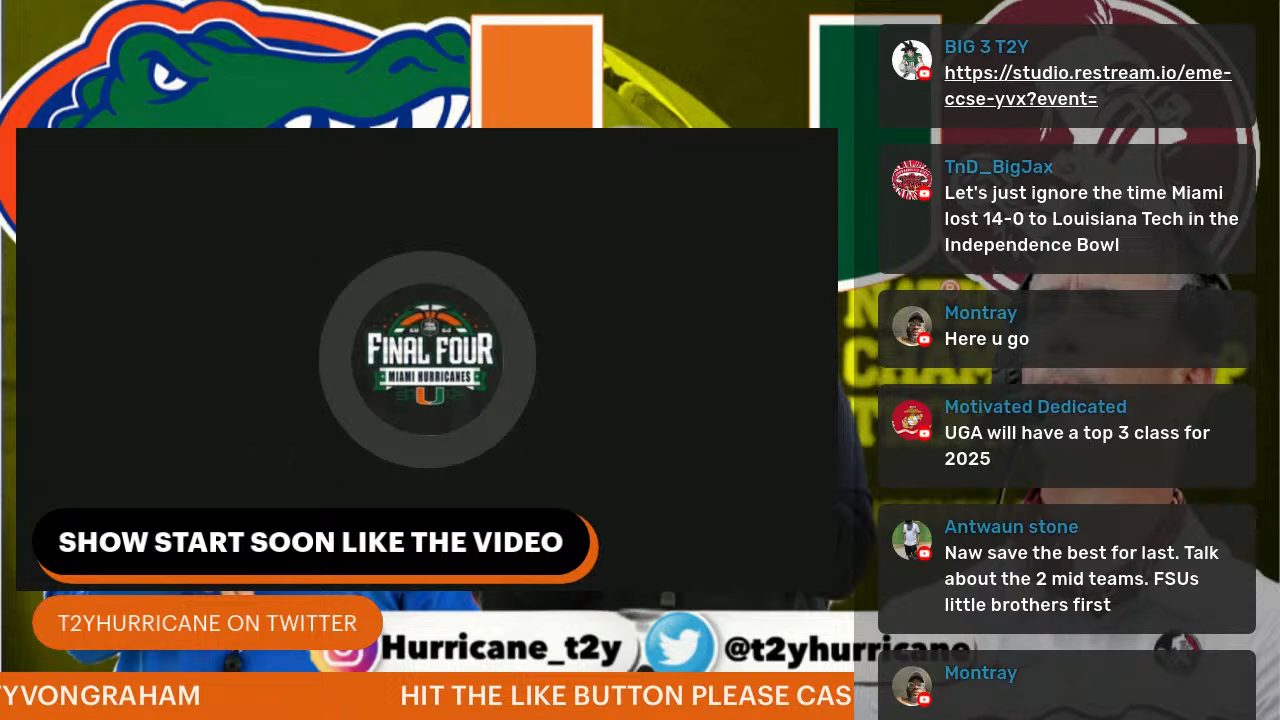 BIG 3 T2Y
https://studio.restream.io/eme-
ccse-yvx?event=
TnD_BigJax
Let's just ignore the time Miami
lost 14-0 to Louisiana Tech in the
Independence Bowl
Montray
Here u go
Motivated Dedicated
UGA will have a top 3 class for
2025
Antwaun stone
Naw save the best for last. Talk
about the 2 mid teams. FSUs
little brothers first
Montray
FINAL FOUR
MIAMI HURRICANES
SHOW START SOON LIKE THE VIDEO
T2YHURRICANE ON TWITTER
Hurricane_t2y
@t2yhurricane
TYVONGRAHAM
HIT THE LIKE BUTTON PLEASE CAS